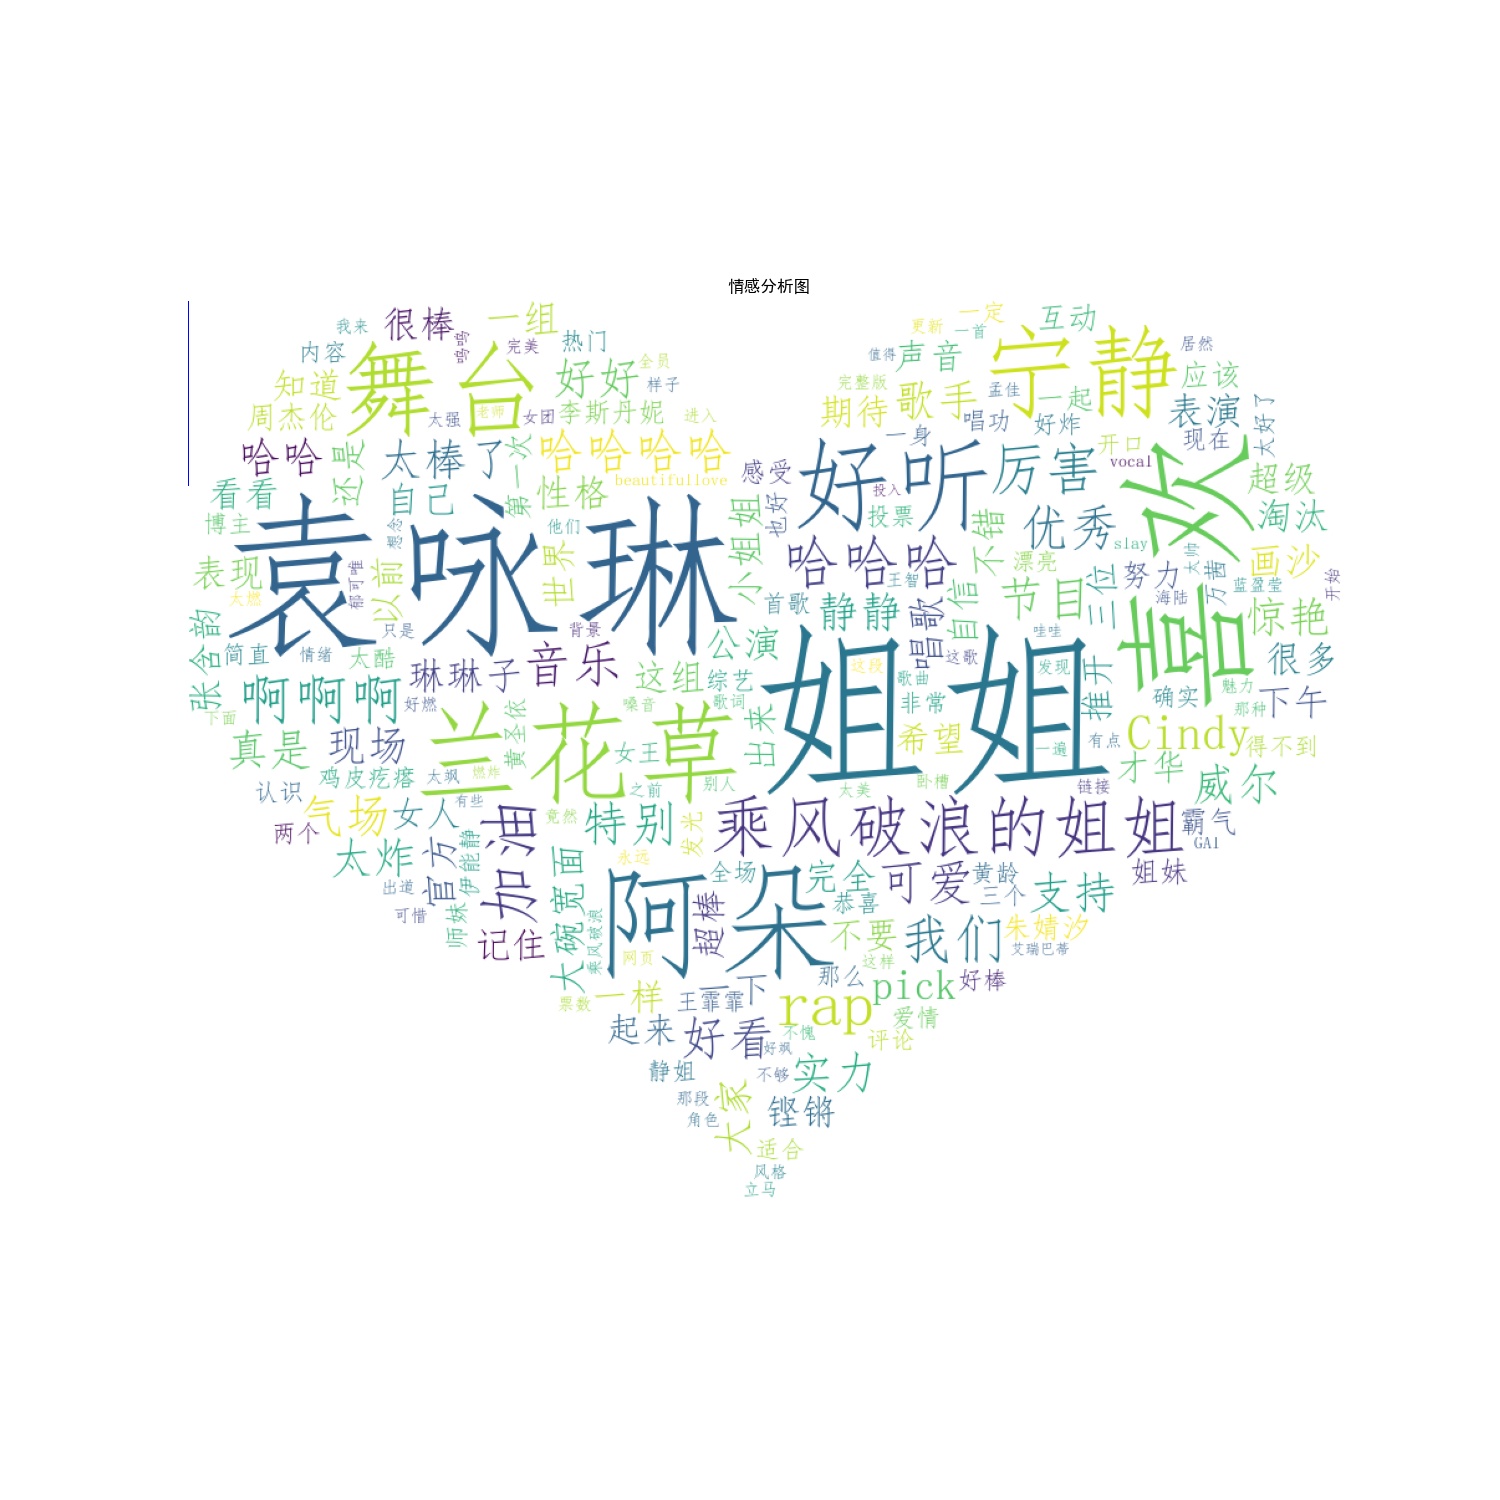 情感分析图
很棒
一组
我来
呜呜
完美
热门
内容
舞台
好好
全员
样子
知道
周杰伦
太强
老师
女团
李斯丹妮
进入
哈哈
还是
太棒了
第一次
哈哈哈哈
beautifullove
看看
自己
性格
博主
想念
他们
袁咏琳
表现
大燃
郁可唯
以前
世界
小姐姐
张含韵
只是
背景
简直
情绪
太酷
琳琳子
音乐
公演
这组
综艺
啊啊啊
下面
好燃
兰花草
黄圣依
嗓音
歌词
女王
出来
真是
现场
鸡皮疙瘩
太飒
燃炸
之前
别人
认识
气场
女人
有些
两个
竟然
特别
发光
太炸
官方
伊能静
加油
永远
出道
可惜
师妹
记住
大碗宽面
乘风破浪
网页
票数
一样
更新
一首
一定
互动
值得
声音
宁静
居然
完整版
期待
歌手
孟佳
一起
应该
表演
太好了
一身
唱功
好炸
开口
现在
vocal
感受
好听
投入
厉害
喜欢
超级
也好
投票
不错
优秀
slay
淘汰
哈哈哈
王智
漂亮
太帅
画沙
首歌
静静
唱歌
自信
节目
三位
努力
海陆
万茜
蓝盈莹
开始
惊艳
哇哇
这歌
姐姐
这段
歌曲
发现
推开
很多
非常
确实
魅力
那种
下午
希望
一遍
有点
Cindy
得不到
太美
卧槽
链接
才华
威尔
乘风破浪的姐姐
霸气
GAI
阿朵
超棒
全场
完全
恭喜
可爱
黄龄
三个
支持
姐妹
不要
我们
朱婧汐
艾瑞巴蒂
这样
那么
一下
王霏霏
pick
好棒
rap
爱情
起来
好看
不愧
好飒
评论
静姐
不够
实力
那段
角色
大家
铿锵
适合
风格
立马